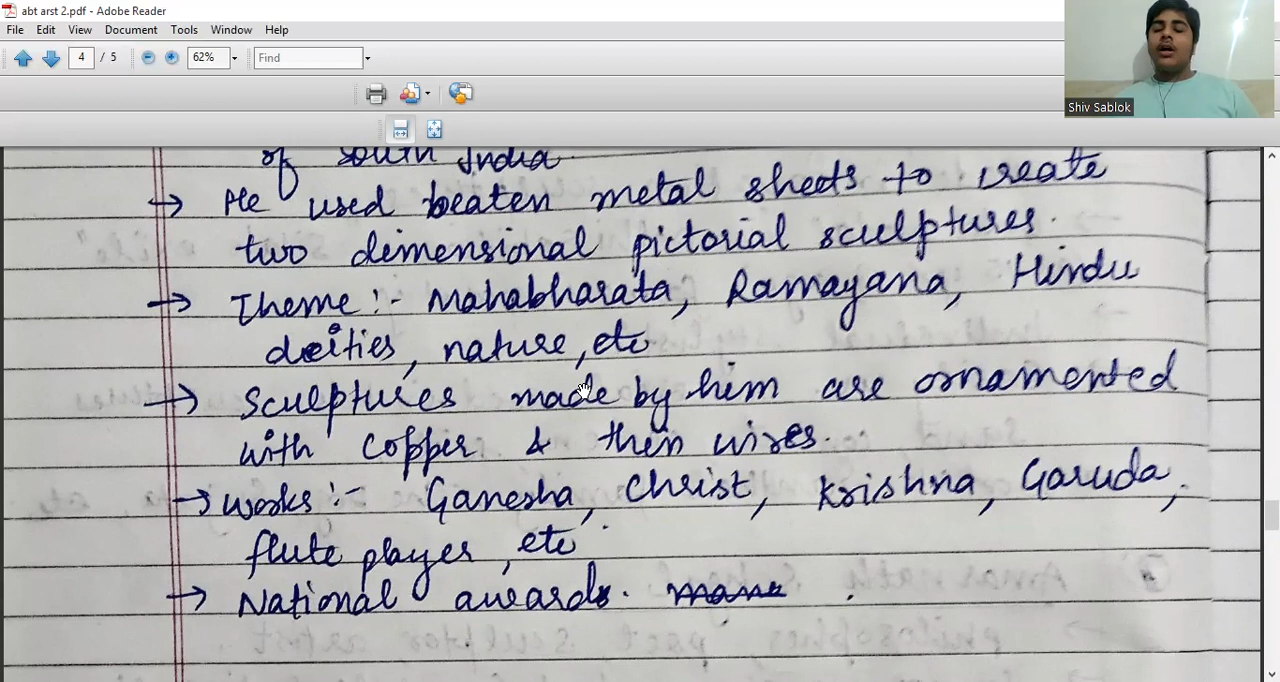 abt arst 2.pdf - Adobe Reader
File Edit View Document Tools Window Help
4 / 5 62% Find
Shiv Sablok
of South India
→ He used beaten metal sheets to create
two dimensional pictorial sculptures.
→ Theme :- Mahabharata, Ramayana, Hindu
deities, nature, etc
→ Sculptures made by him are ornamented
with copper & then wires.
→ Works :- Ganesha, Christ, Krishna, Garuda,
flute player, etc
→ National awards.